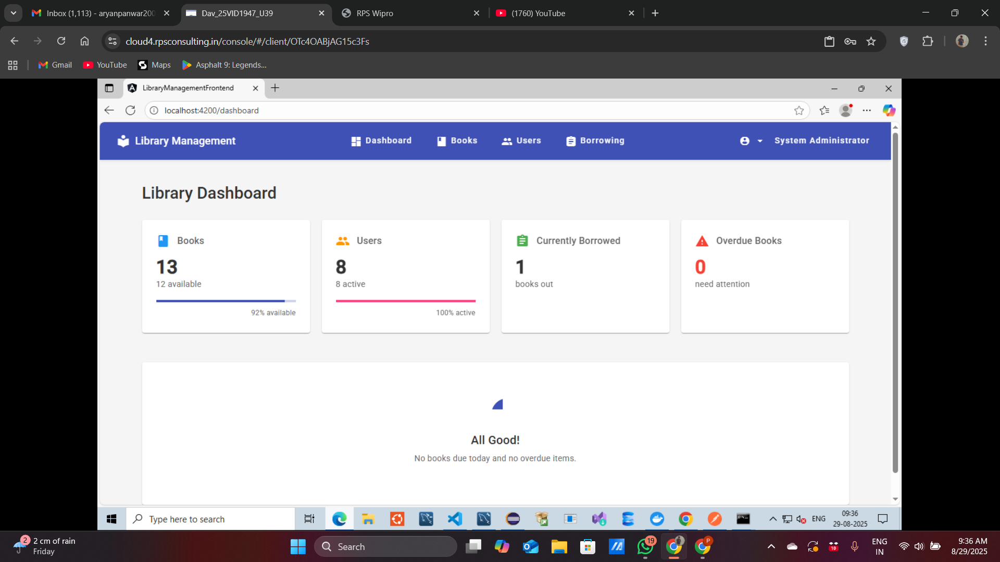 Inbox (1,113) - aryanpanwar200
Dav_25VID1947_U39
RPS Wipro
(1760) YouTube
cloud4.rpsconsulting.in/console/#/client/OTc4OABjAG15c3Fs
Gmail
YouTube
Maps
Asphalt 9: Legends...
LibraryManagementFrontend
localhost:4200/dashboard
Library Management
Dashboard
Books
Users
Borrowing
System Administrator
Library Dashboard
Books
13
12 available
92% available
Users
8
8 active
100% active
Currently Borrowed
1
books out
Overdue Books
0
need attention
All Good!
No books due today and no overdue items.
Type here to search
ENG
09:36
29-08-2025
2
2 cm of rain
Friday
Search
19
P
10
ENG
IN
9:36 AM
8/29/2025